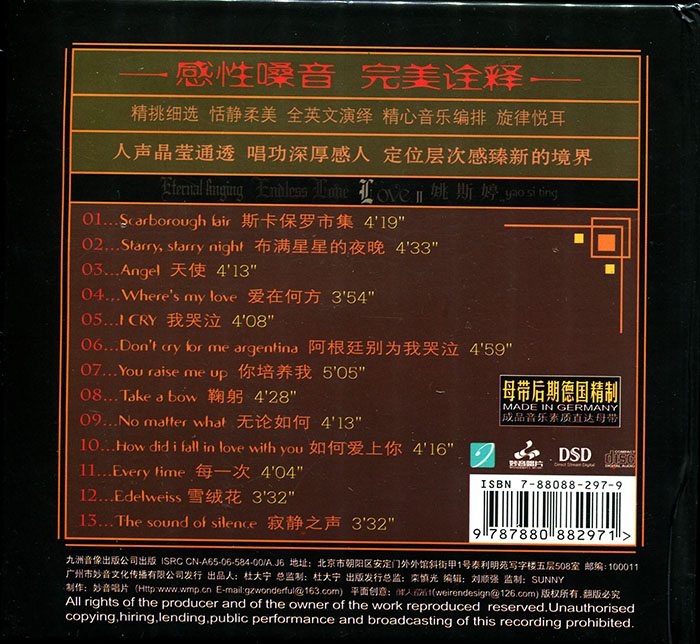 感性嗓音 完美诠释
精挑细选 恬静柔美 全英文演绎 精心音乐编排 旋律悦耳
人声晶莹通透 唱功深厚感人 定位层次感臻新的境界
Eternal singing Endless Love Love II 姚斯婷 yao si ting
01...Scarborough fair 斯卡保罗市集 4'19"
02...Starry, starry night 布满星星的夜晚 4'33"
03...Angel 天使 4'13"
04...Where's my love 爱在何方 3'54"
05...I CRY 我哭泣 4'08"
06...Don't cry for me argentina 阿根廷别为我哭泣 4'59"
07...You raise me up 你培养我 5'05"
08...Take a bow 鞠躬 4'28"
09...No matter what 无论如何 4'13"
10...How did i fall in love with you 如何爱上你 4'16"
11...Every time 每一次 4'04"
12...Edelweiss 雪绒花 3'32"
13...The sound of silence 寂静之声 3'32"
母带后期德国精制
MADE IN GERMANY
成品音乐素质直达母带
妙音唱片
DSD
Direct Stream Digital
COMPACT
disc
DIGITAL AUDIO
ISBN 7-88088-297-9
9 787880 882971 >
九洲音像出版公司出版 ISRC CN-A65-06-584-00/A.J6 地址: 北京市朝阳区安定门外外馆斜街甲1号泰利明苑写字楼五层508室 邮编: 100011
广州市妙音文化传播有限公司发行 出品人: 杜大宇 总监制: 杜大宇 出版发行总监: 栾慎光 编辑: 刘顺强 监制: SUNNY
制作: 妙音唱片 (Http:www.wmp.cn E-mail:gzwonderful@163.com) 平面创意: (weirendesign@126.com) 版权所有,翻版必究
All rights of the producer and of the owner of the work reproduced reserved.Unauthorised
copying,hiring,lending,public performance and broadcasting of this recording prohibited.